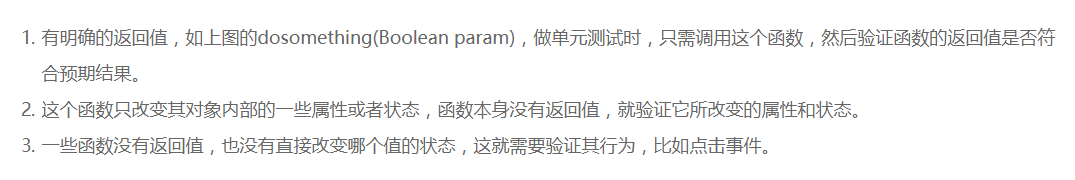 1. 有明确的返回值，如上图的dosomething(Boolean param)，做单元测试时，只需调用这个函数，然后验证函数的返回值是否符
合预期结果。
2. 这个函数只改变其对象内部的一些属性或者状态，函数本身没有返回值，就验证它所改变的属性和状态。
3. 一些函数没有返回值，也没有直接改变哪个值的状态，这就需要验证其行为，比如点击事件。